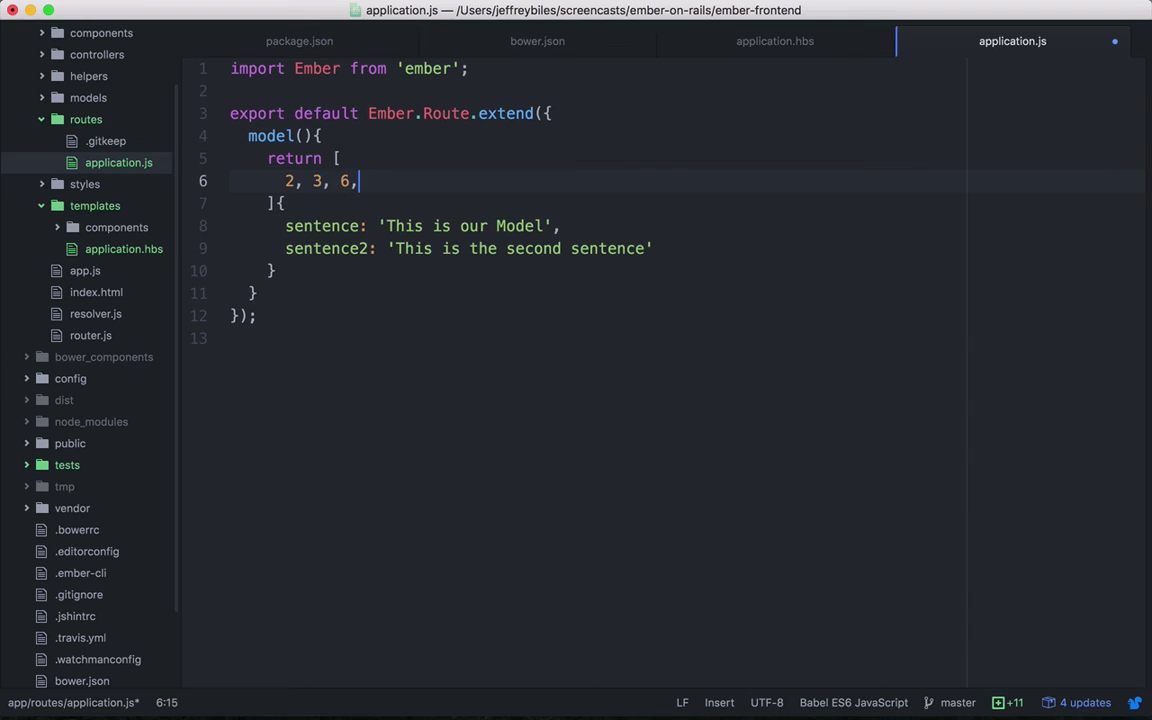 application.js — /Users/jeffreybiles/screencasts/ember-on-rails/ember-frontend
components
controllers
helpers
models
routes
.gitkeep
application.js
styles
templates
components
application.hbs
app.js
index.html
resolver.js
router.js
bower_components
config
dist
node_modules
public
tests
tmp
vendor
.bowerrc
.editorconfig
.ember-cli
.gitignore
.jshintrc
.travis.yml
.watchmanconfig
bower.json
package.json bower.json application.hbs application.js
1 import Ember from 'ember';
2
3 export default Ember.Route.extend({
4 model(){
5 return [
6 2, 3, 6,
7 ]{
8 sentence: 'This is our Model',
9 sentence2: 'This is the second sentence'
10 }
11 }
12 });
13
app/routes/application.js* 6:15 LF Insert UTF-8 Babel ES6 JavaScript master +11 4 updates